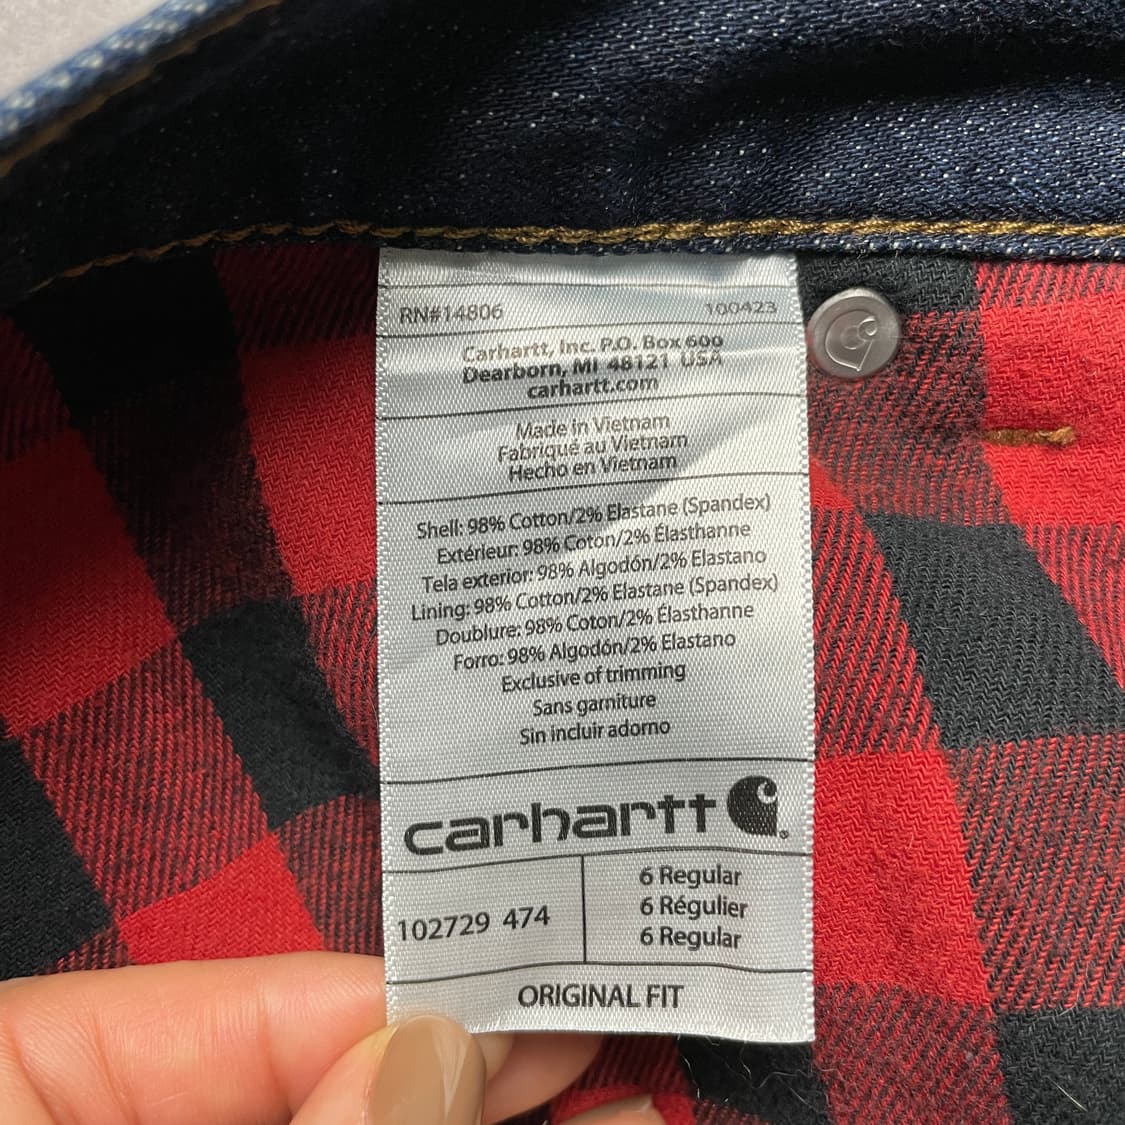 RN#14806 100423
Carhartt, Inc. P.O. Box 600
Dearborn, MI 48121 USA
carhartt.com
Made in Vietnam
Fabriqué au Vietnam
Hecho en Vietnam
Shell: 98% Cotton/2% Elastane (Spandex)
Extérieur: 98% Coton/2% Élasthanne
Tela exterior: 98% Algodón/2% Elastano
Lining: 98% Cotton/2% Elastane (Spandex)
Doublure: 98% Coton/2% Élasthanne
Forro: 98% Algodón/2% Elastano
Exclusive of trimming
Sans garniture
Sin incluir adorno
carhartt
102729 474
6 Regular
6 Régulier
6 Regular
ORIGINAL FIT